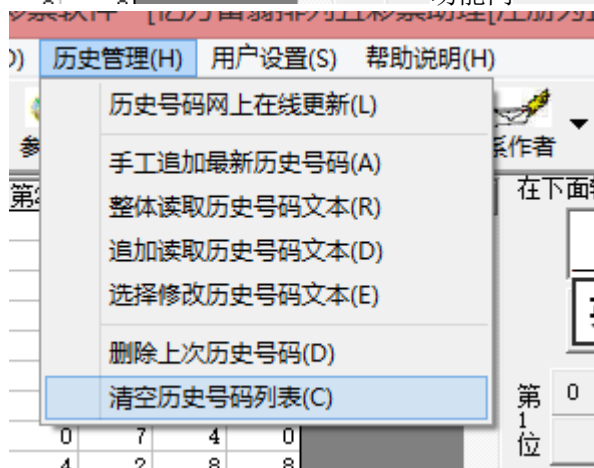 历史管理(H) 用户设置(S) 帮助说明(H)
历史号码网上在线更新(L)
手工追加最新历史号码(A)
整体读取历史号码文本(R)
追加读取历史号码文本(D)
选择修改历史号码文本(E)
删除上次历史号码(D)
清空历史号码列表(C)
参
系作者
第
在下面
第1位
0
0 7 4 0
4 2 8 8